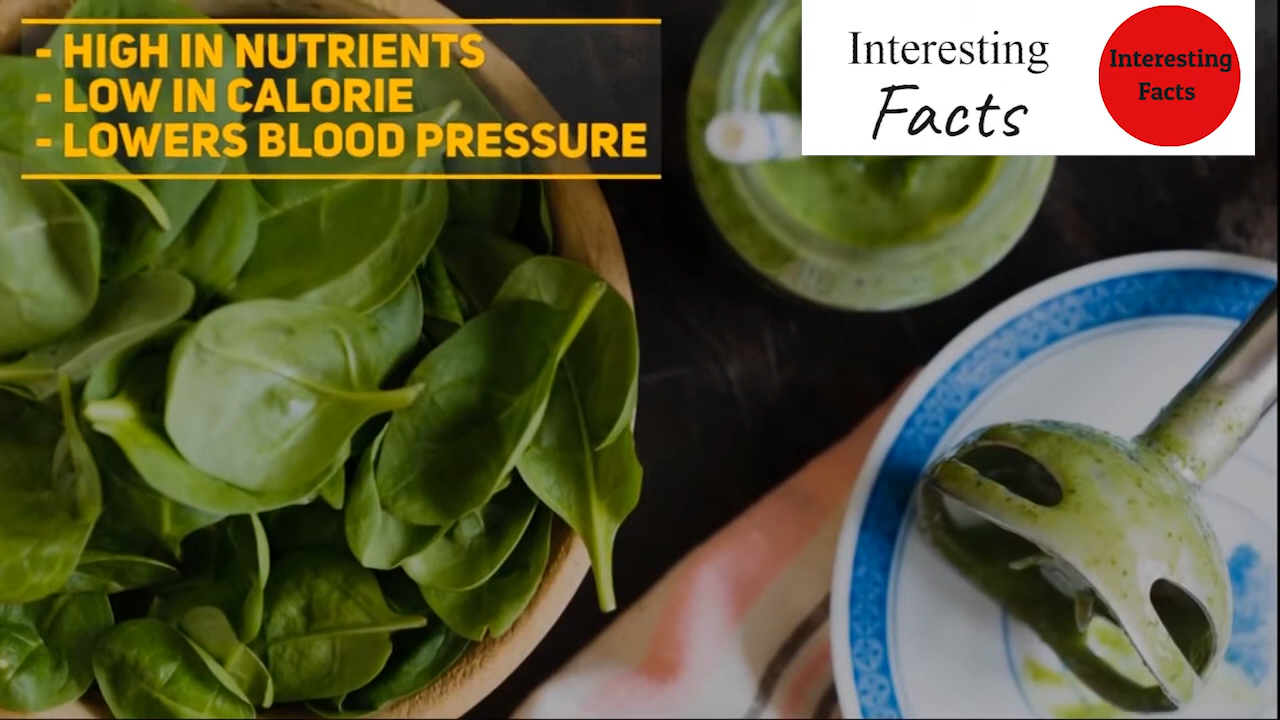 - HIGH IN NUTRIENTS
- LOW IN CALORIE
- LOWERS BLOOD PRESSURE
Interesting
Facts
Interesting
Facts